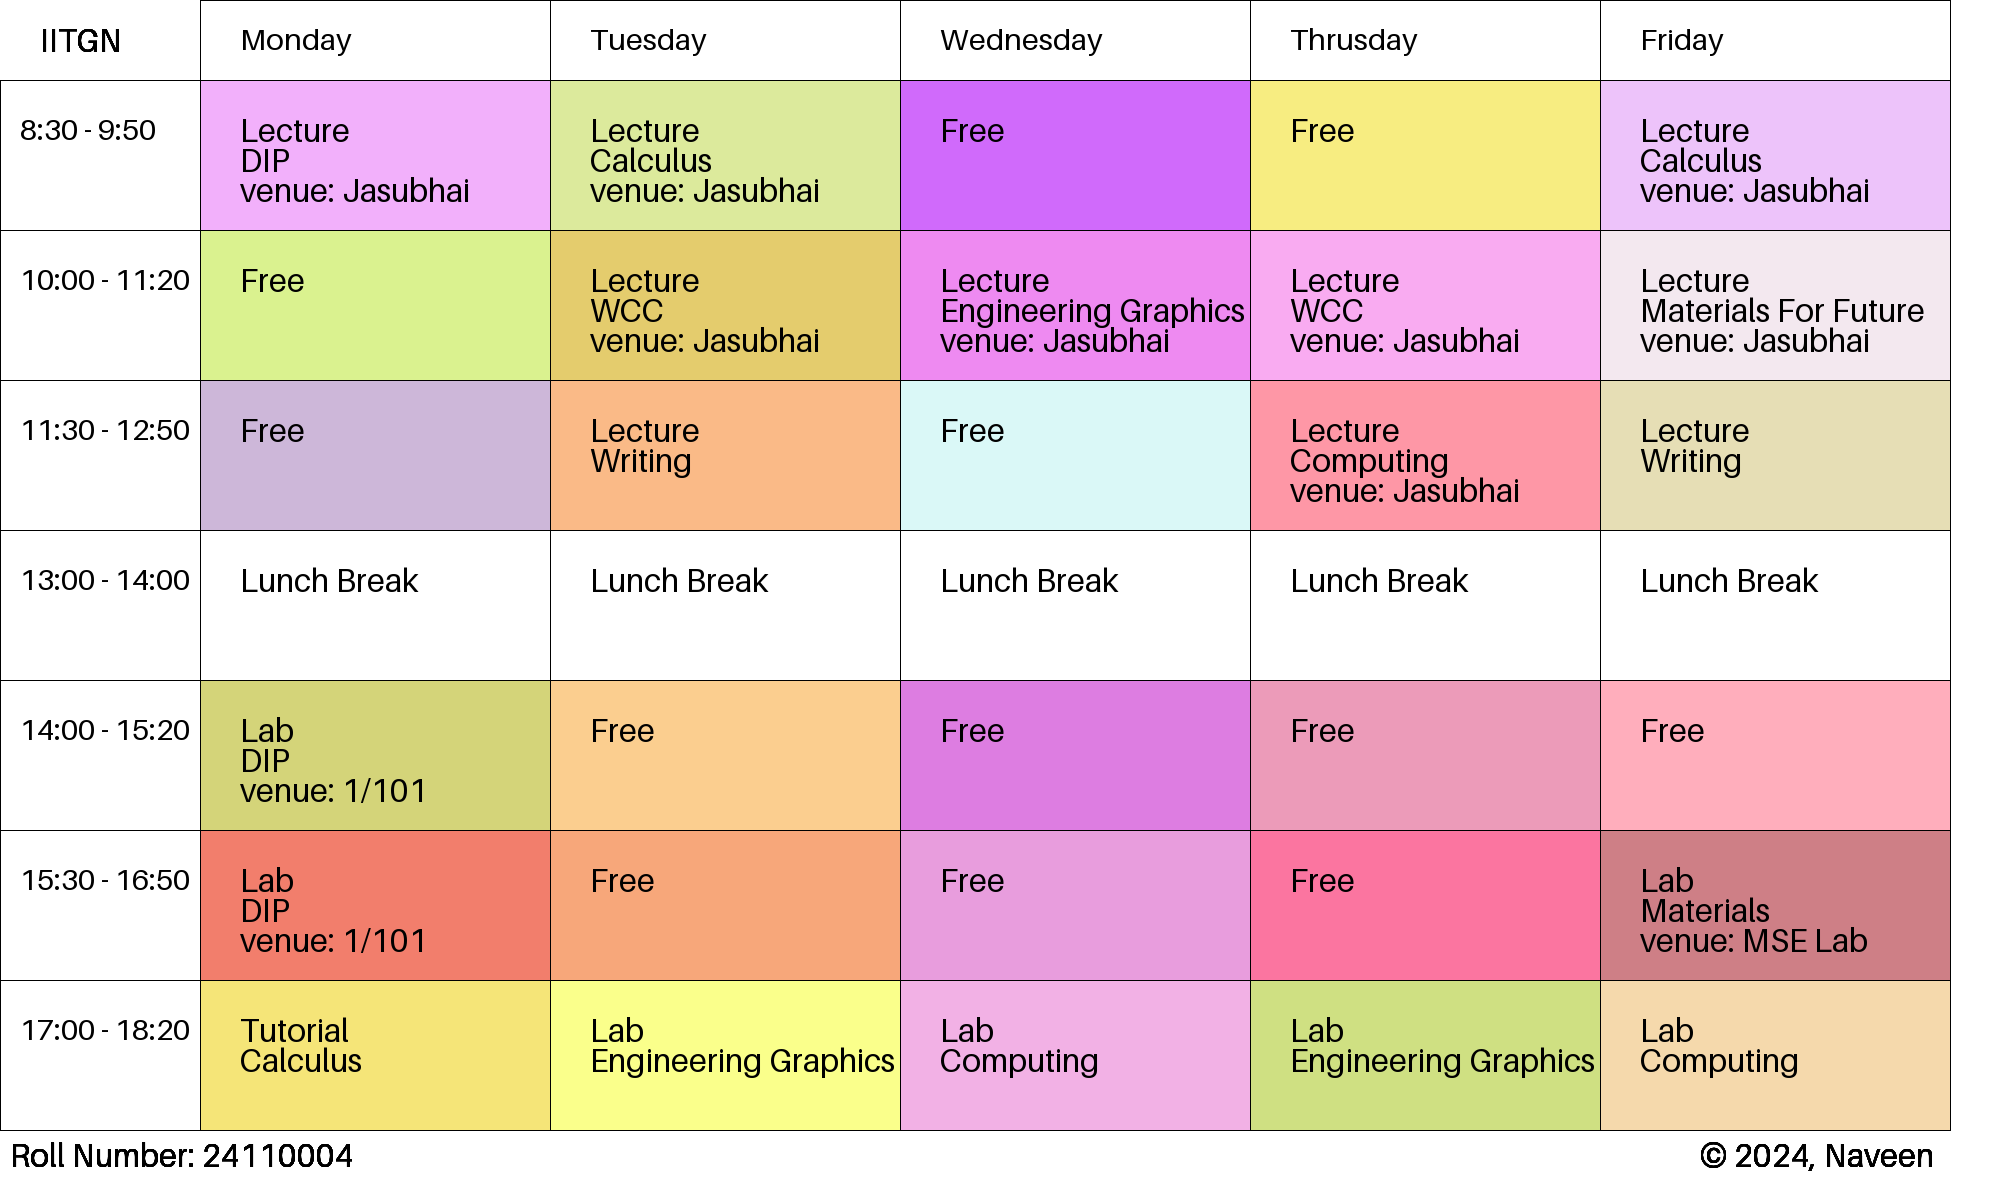 IITGN Monday Tuesday Wednesday Thrusday Friday
8:30 - 9:50
Lecture
DIP
venue: Jasubhai
Lecture
Calculus
venue: Jasubhai
Free
Free
Lecture
Calculus
venue: Jasubhai
10:00 - 11:20
Free
Lecture
WCC
venue: Jasubhai
Lecture
Engineering Graphics
venue: Jasubhai
Lecture
WCC
venue: Jasubhai
Lecture
Materials For Future
venue: Jasubhai
11:30 - 12:50
Free
Lecture
Writing
Free
Lecture
Computing
venue: Jasubhai
Lecture
Writing
13:00 - 14:00
Lunch Break
Lunch Break
Lunch Break
Lunch Break
Lunch Break
14:00 - 15:20
Lab
DIP
venue: 1/101
Free
Free
Free
Free
15:30 - 16:50
Lab
DIP
venue: 1/101
Free
Free
Free
Lab
Materials
venue: MSE Lab
17:00 - 18:20
Tutorial
Calculus
Lab
Engineering Graphics
Lab
Computing
Lab
Engineering Graphics
Lab
Computing
Roll Number: 24110004
© 2024, Naveen